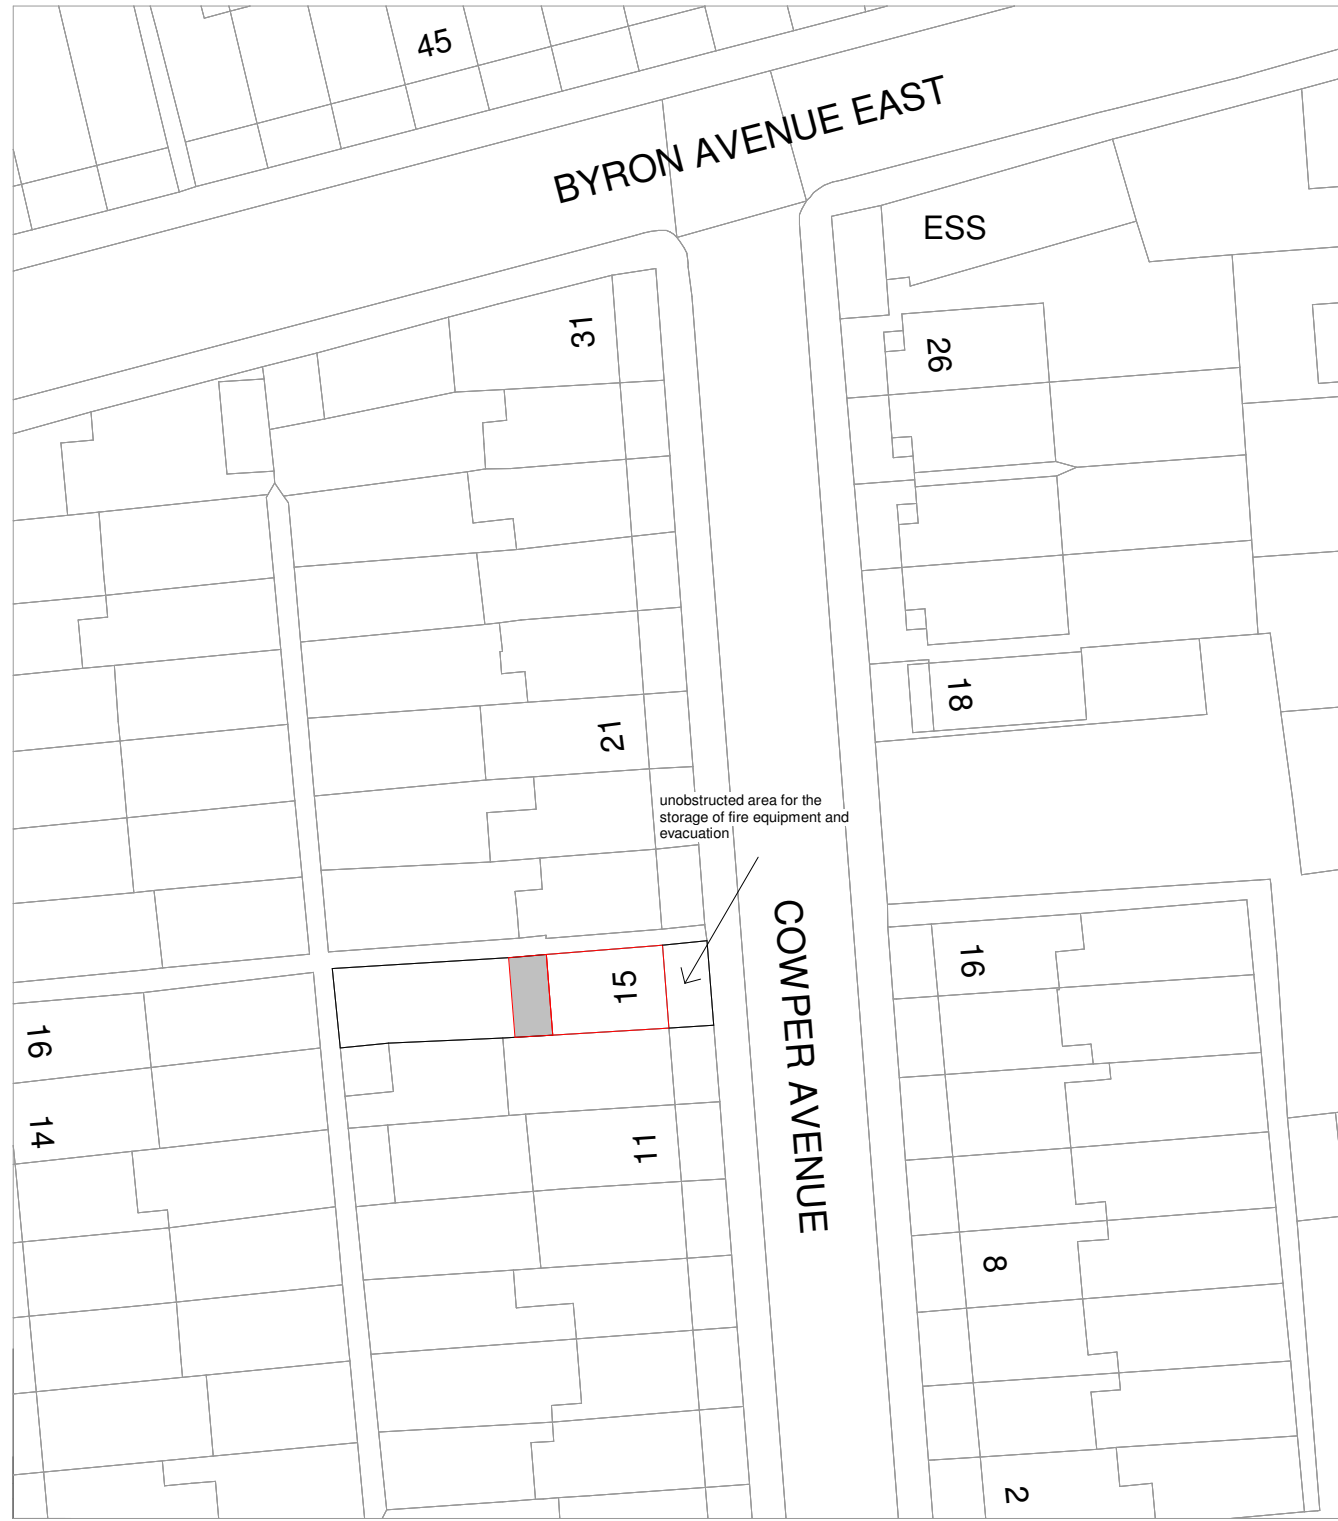 45
BYRON AVENUE EAST
ESS
31
26
18
21
unobstructed area for the
storage of fire equipment and
evacuation
COWPER AVENUE
16
15
16
14
11
8
2